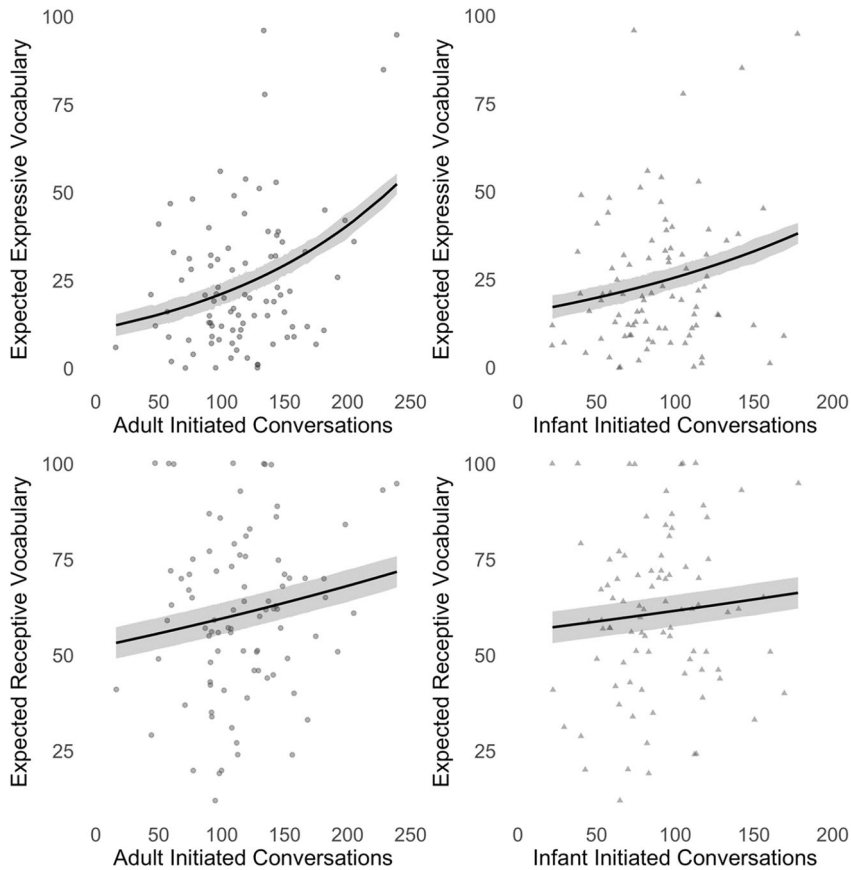 Expected Expressive Vocabulary
100
75
50
25
0
0 50 100 150 200 250
Adult Initiated Conversations
Expected Expressive Vocabulary
100
75
50
25
0
0 50 100 150 200
Infant Initiated Conversations
Expected Receptive Vocabulary
100
75
50
25
0 50 100 150 200 250
Adult Initiated Conversations
Expected Receptive Vocabulary
100
75
50
25
0 50 100 150 200
Infant Initiated Conversations